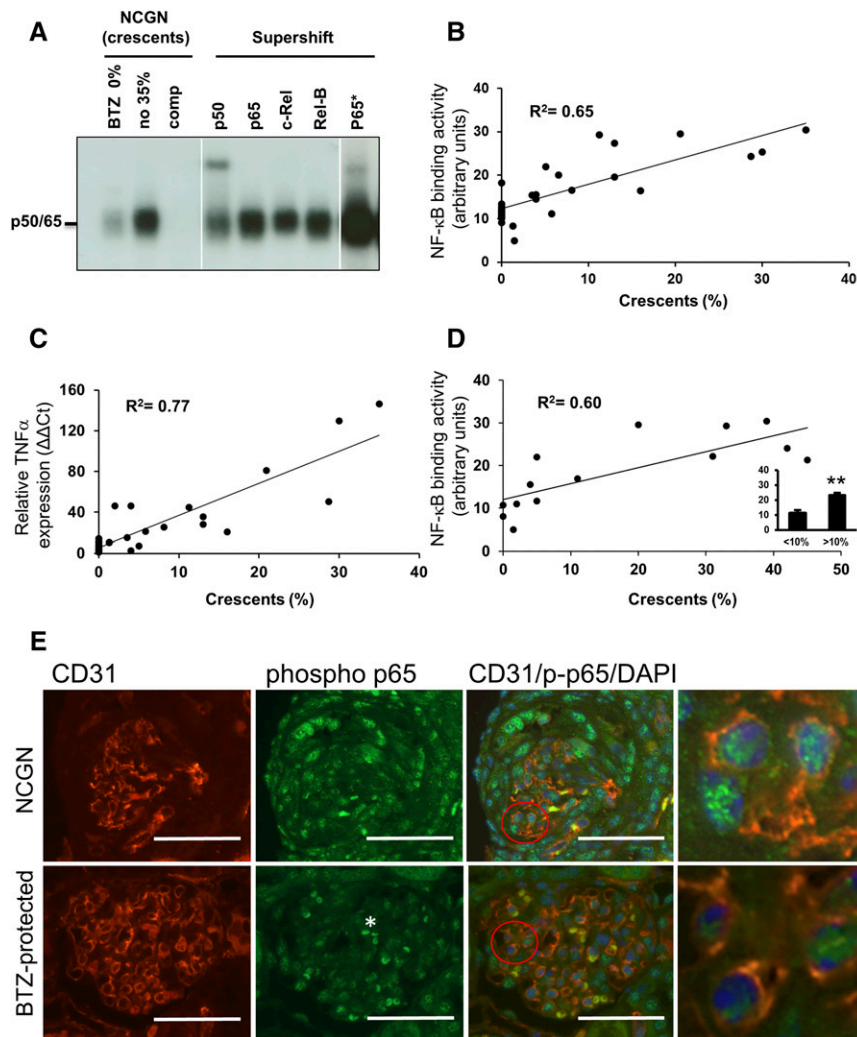 A
NCGN
(crescents)
Supershift
BTZ 0%
no 35%
comp
p50
p65
c-Rel
Rel-B
P65*
p50/65
B
R²= 0.65
NF-κB binding activity
(arbitrary units)
40
30
20
10
0
0 10 20 30 40
Crescents (%)
C
R²= 0.77
Relative TNFα
expression (ΔΔCt)
160
120
80
40
0
0 10 20 30 40
Crescents (%)
D
R²= 0.60
NF-κB binding activity
(arbitrary units)
40
30
20
10
0
0 10 20 30 40 50
Crescents (%)
40
30
20
10
0
**
<10% >10%
E
CD31 phospho p65 CD31/p-p65/DAPI
NCGN
BTZ-protected
*